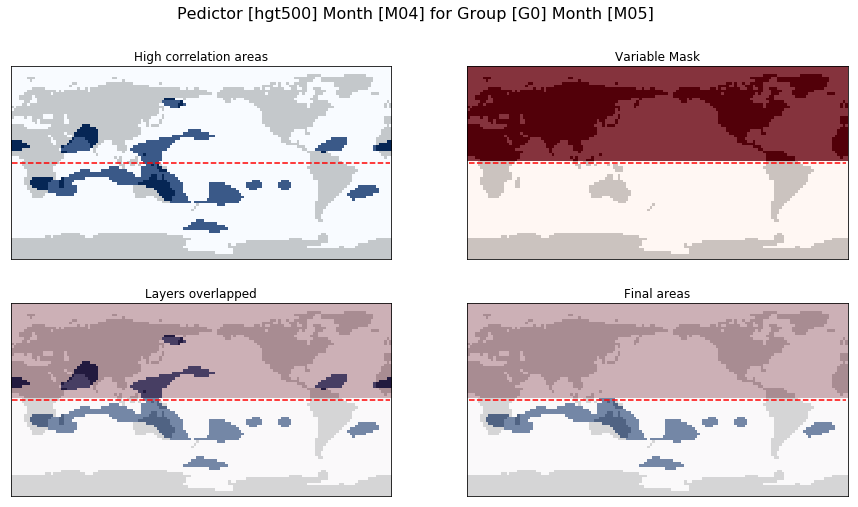 Pedictor [hgt500] Month [M04] for Group [G0] Month [M05]
High correlation areas
Variable Mask
Layers overlapped
Final areas